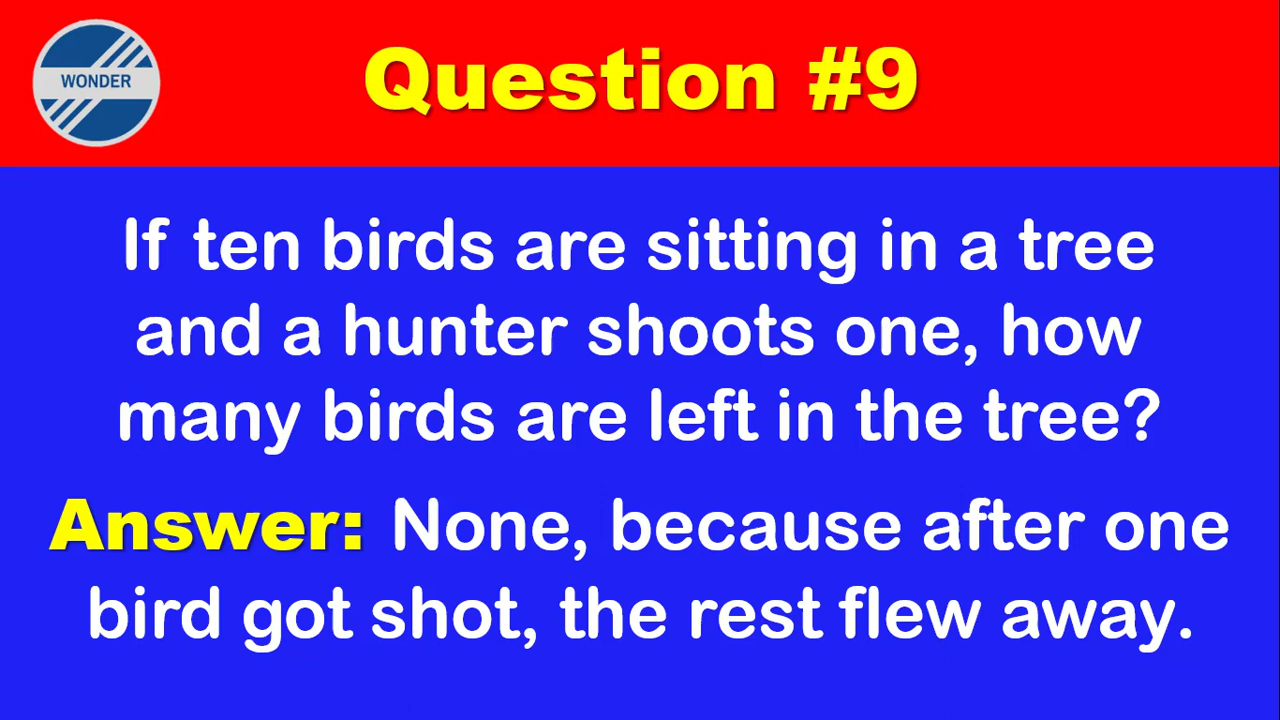 WONDER
Question #9
If ten birds are sitting in a tree
and a hunter shoots one, how
many birds are left in the tree?
Answer: None, because after one
bird got shot, the rest flew away.